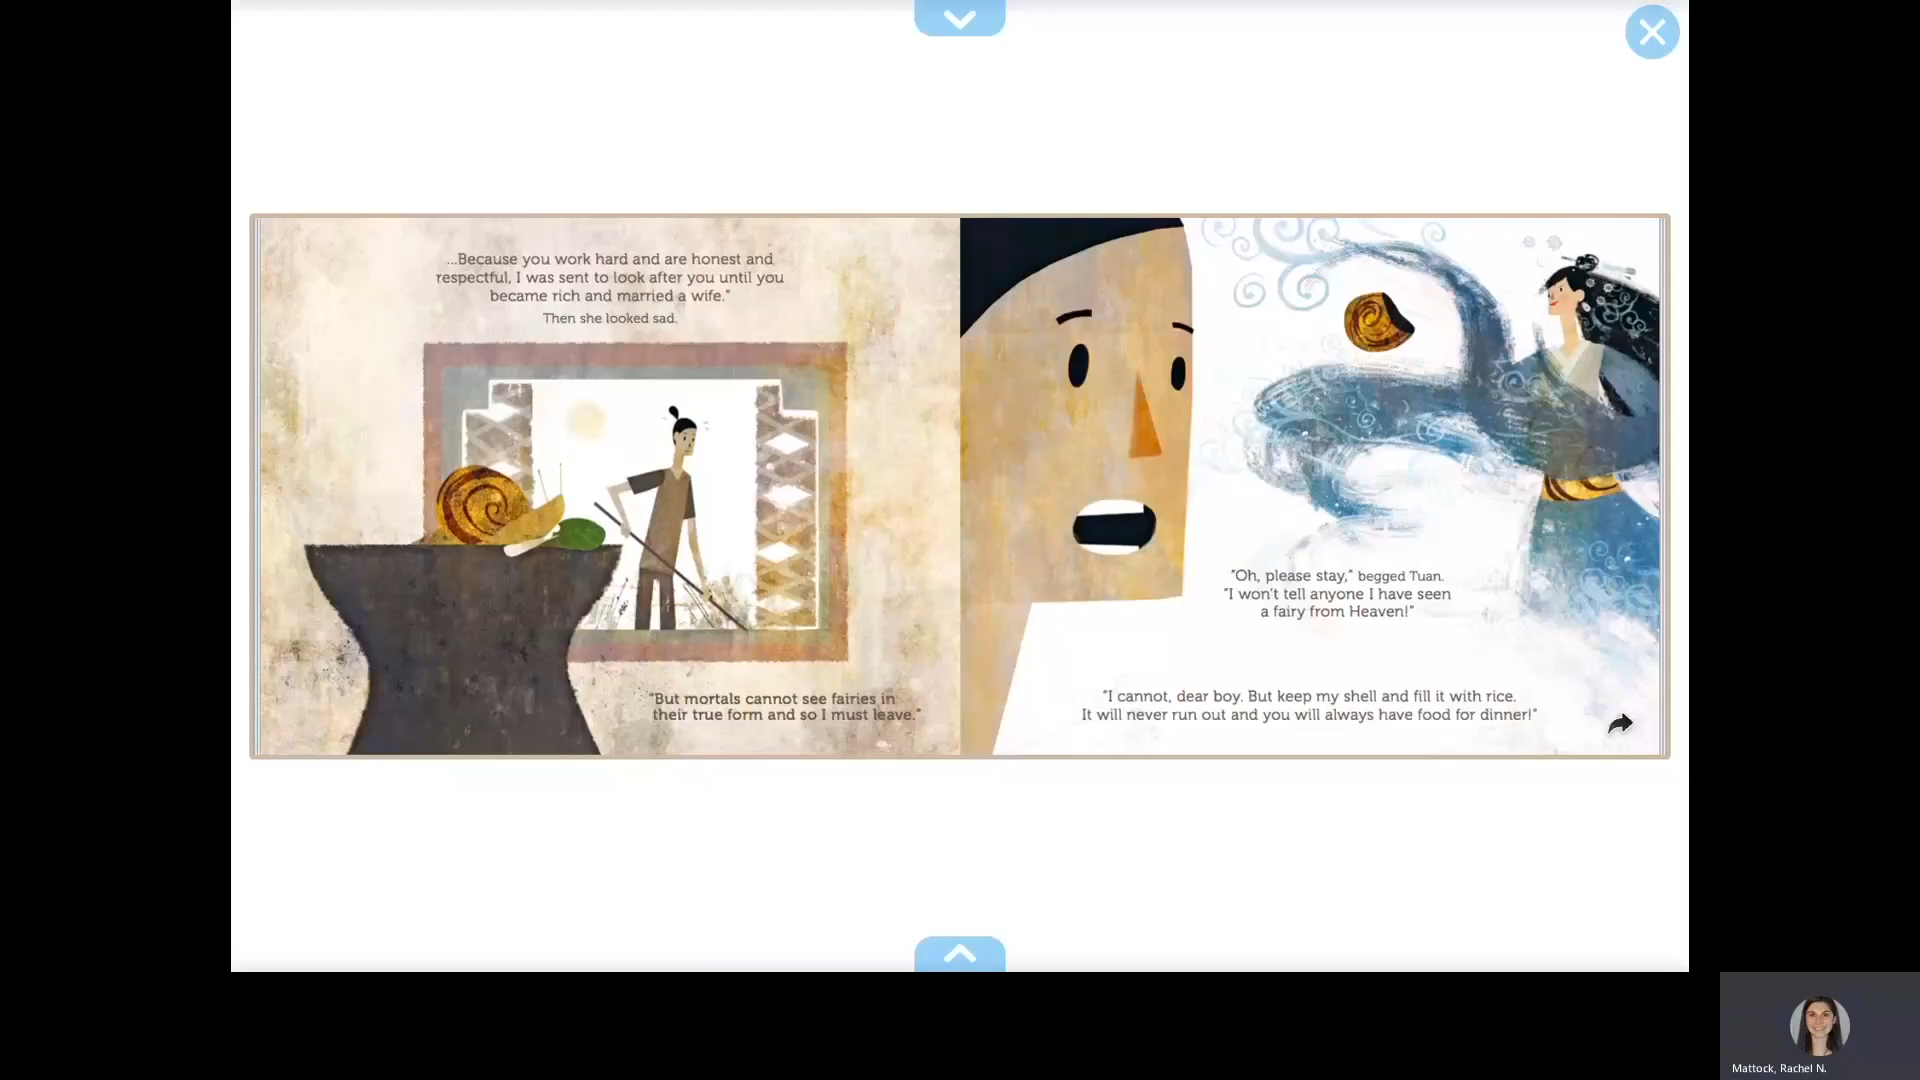 ...Because you work hard and are honest and
respectful, I was sent to look after you until you
became rich and married a wife."
Then she looked sad.
"But mortals cannot see fairies in
their true form and so I must leave."
"Oh, please stay," begged Tuan.
"I won't tell anyone I have seen
a fairy from Heaven!"
"I cannot, dear boy. But keep my shell and fill it with rice.
It will never run out and you will always have food for dinner!"
Mattock, Rachel N.